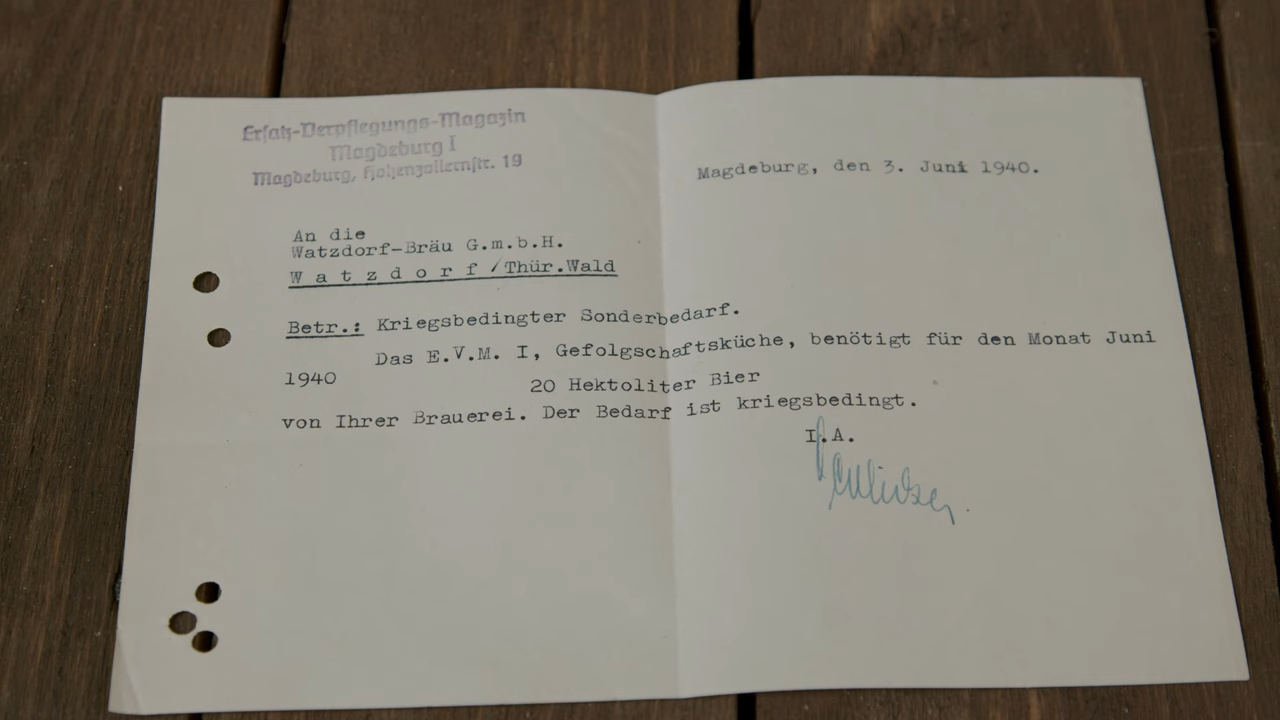 Ersatz-Verpflegungs-Magazin
Magdeburg I
Magdeburg, Hohenzollernstr. 19
Magdeburg, den 3. Juni 1940.
An die
Watzdorf-Bräu G.m.b.H.
W a t z d o r f /Thür.Wald
Betr.: Kriegsbedingter Sonderbedarf.
Das E.V.M. I, Gefolgschaftsküche, benötigt für den Monat Juni
1940 20 Hektoliter Bier
von Ihrer Brauerei. Der Bedarf ist kriegsbedingt.
I.A.